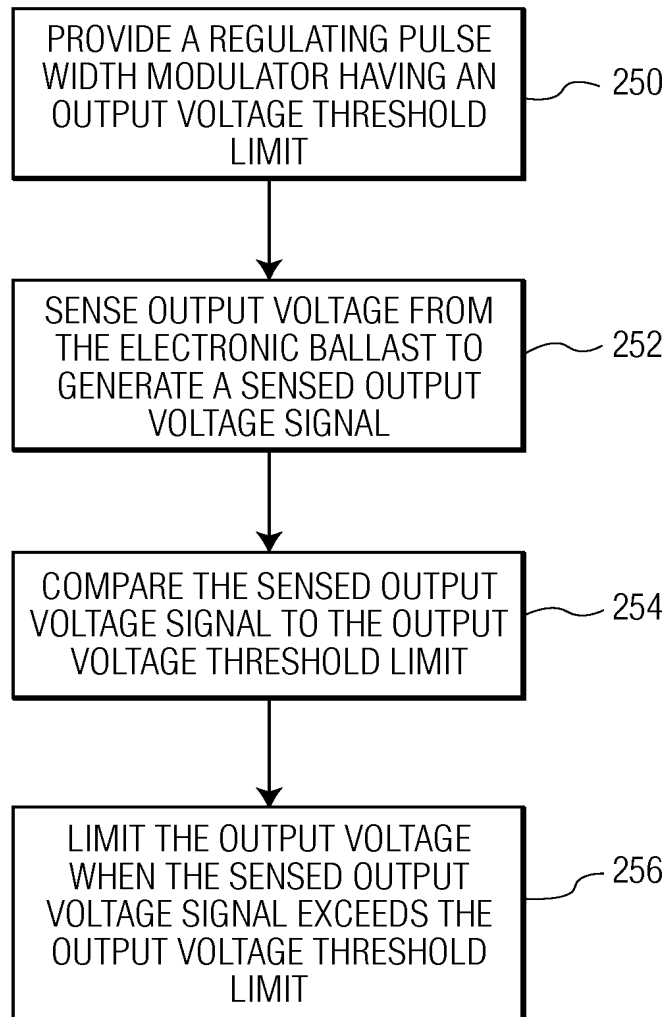 PROVIDE A REGULATING PULSE
WIDTH MODULATOR HAVING AN
OUTPUT VOLTAGE THRESHOLD
LIMIT
250
SENSE OUTPUT VOLTAGE FROM
THE ELECTRONIC BALLAST TO
GENERATE A SENSED OUTPUT
VOLTAGE SIGNAL
252
COMPARE THE SENSED OUTPUT
VOLTAGE SIGNAL TO THE OUTPUT
VOLTAGE THRESHOLD LIMIT
254
LIMIT THE OUTPUT VOLTAGE
WHEN THE SENSED OUTPUT
VOLTAGE SIGNAL EXCEEDS THE
OUTPUT VOLTAGE THRESHOLD
LIMIT
256